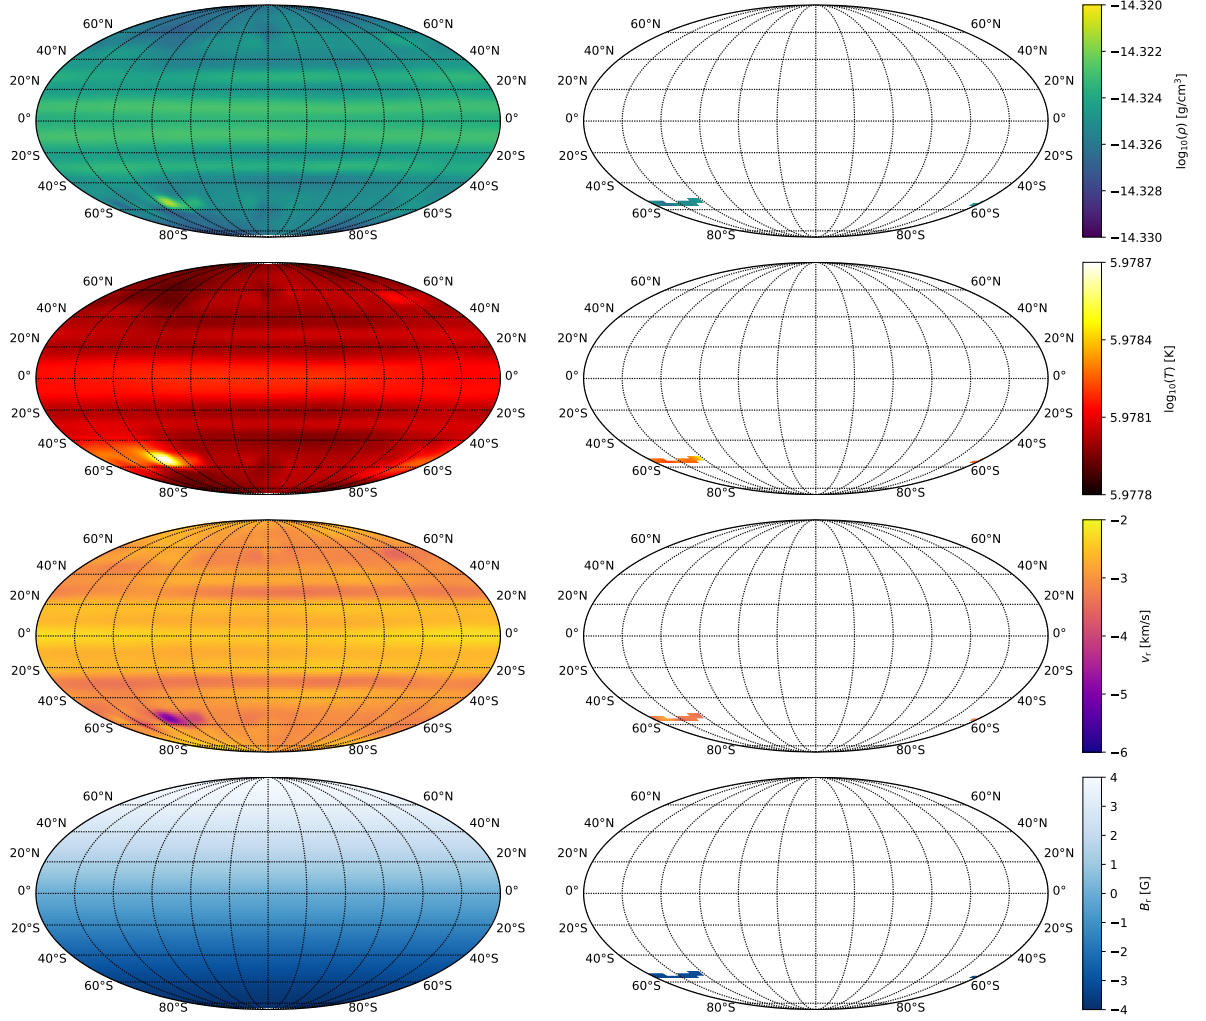 60°N 60°N
40°N 40°N
20°N 20°N
0° 0°
20°S 20°S
40°S 40°S
60°S 60°S
80°S 80°S
60°N 60°N
40°N 40°N
20°N 20°N
0° 0°
20°S 20°S
40°S 40°S
60°S 60°S
80°S 80°S
−14.320
−14.322
−14.324
−14.326
−14.328
−14.330
log₁₀(ρ) [g/cm³]
60°N 60°N
40°N 40°N
20°N 20°N
0° 0°
20°S 20°S
40°S 40°S
60°S 60°S
80°S 80°S
60°N 60°N
40°N 40°N
20°N 20°N
0° 0°
20°S 20°S
40°S 40°S
60°S 60°S
80°S 80°S
5.9787
5.9784
5.9781
5.9778
log₁₀(T) [K]
60°N 60°N
40°N 40°N
20°N 20°N
0° 0°
20°S 20°S
40°S 40°S
60°S 60°S
80°S 80°S
60°N 60°N
40°N 40°N
20°N 20°N
0° 0°
20°S 20°S
40°S 40°S
60°S 60°S
80°S 80°S
−2
−3
−4
−5
−6
vᵣ [km/s]
60°N 60°N
40°N 40°N
20°N 20°N
0° 0°
20°S 20°S
40°S 40°S
60°S 60°S
80°S 80°S
60°N 60°N
40°N 40°N
20°N 20°N
0° 0°
20°S 20°S
40°S 40°S
60°S 60°S
80°S 80°S
4
3
2
1
0
−1
−2
−3
−4
Bᵣ [G]